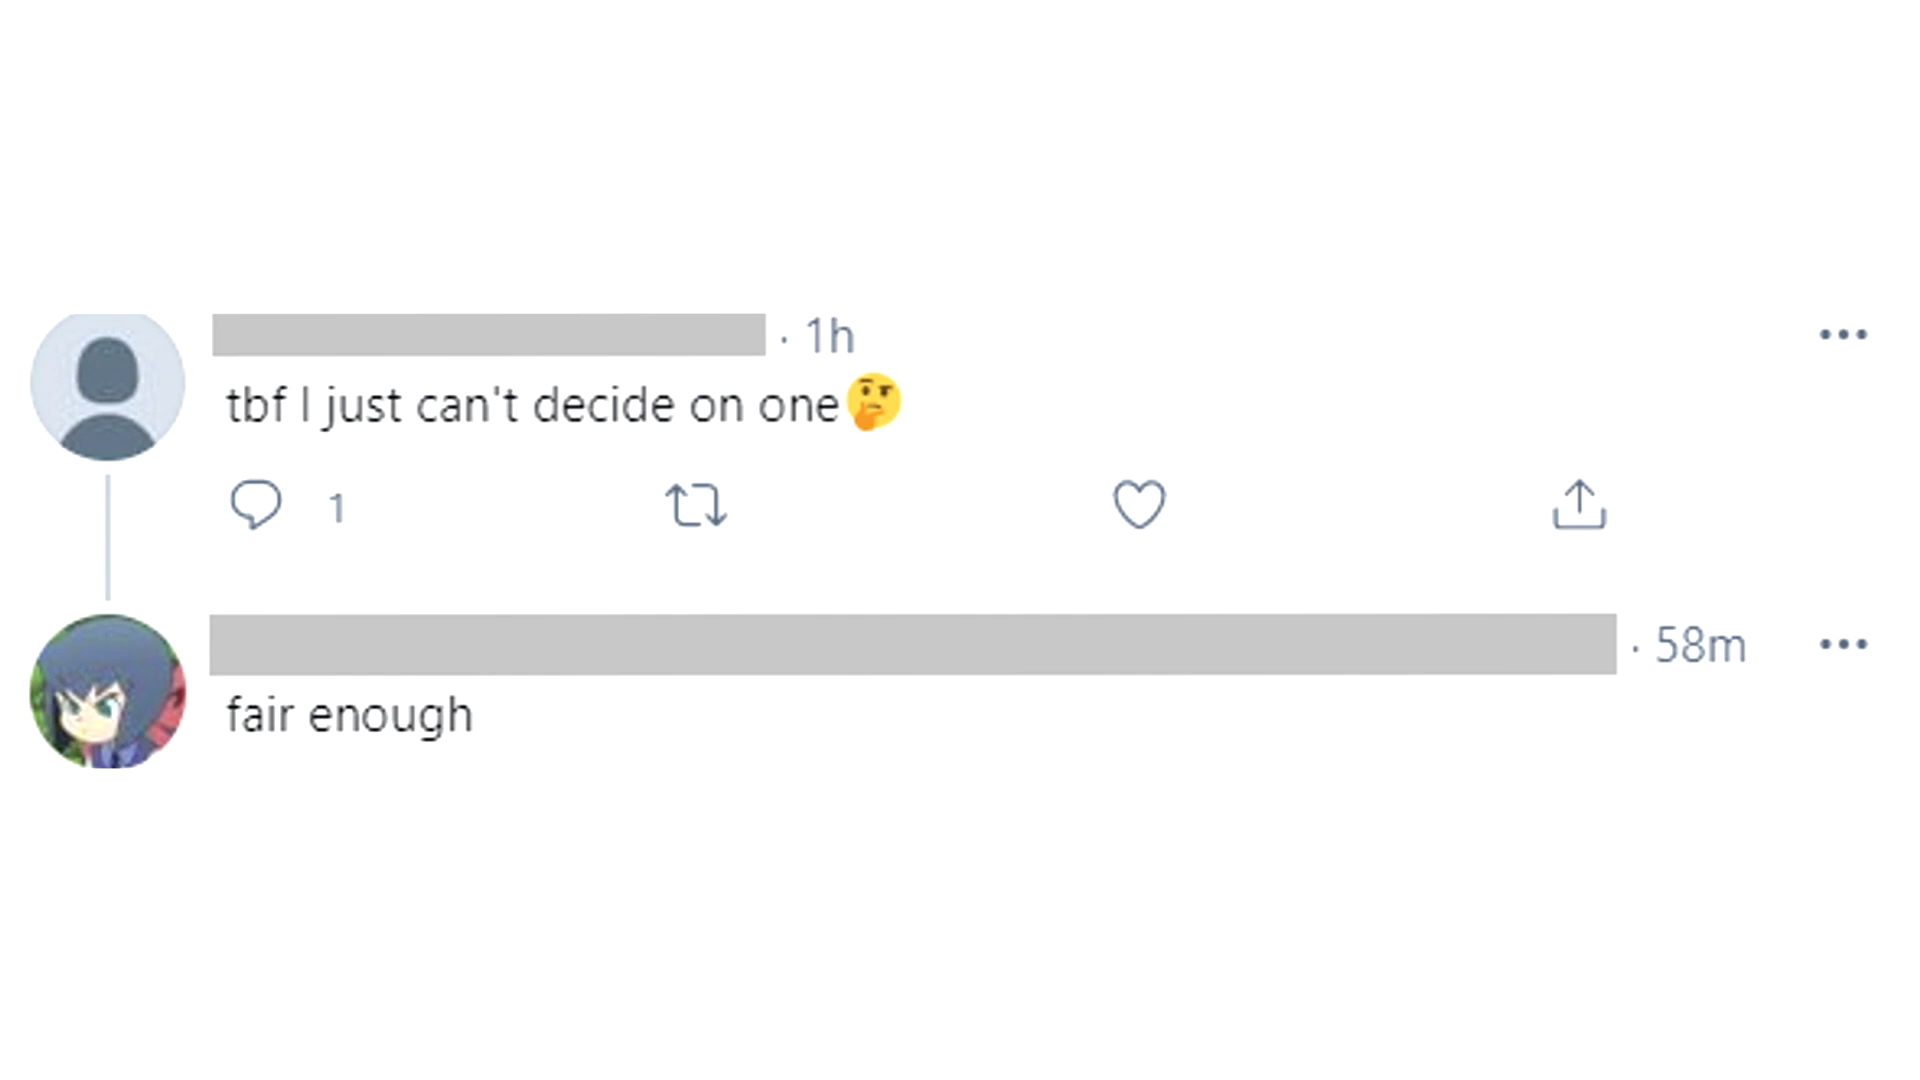 · 1h
tbf I just can't decide on one🤔
1
· 58m
fair enough